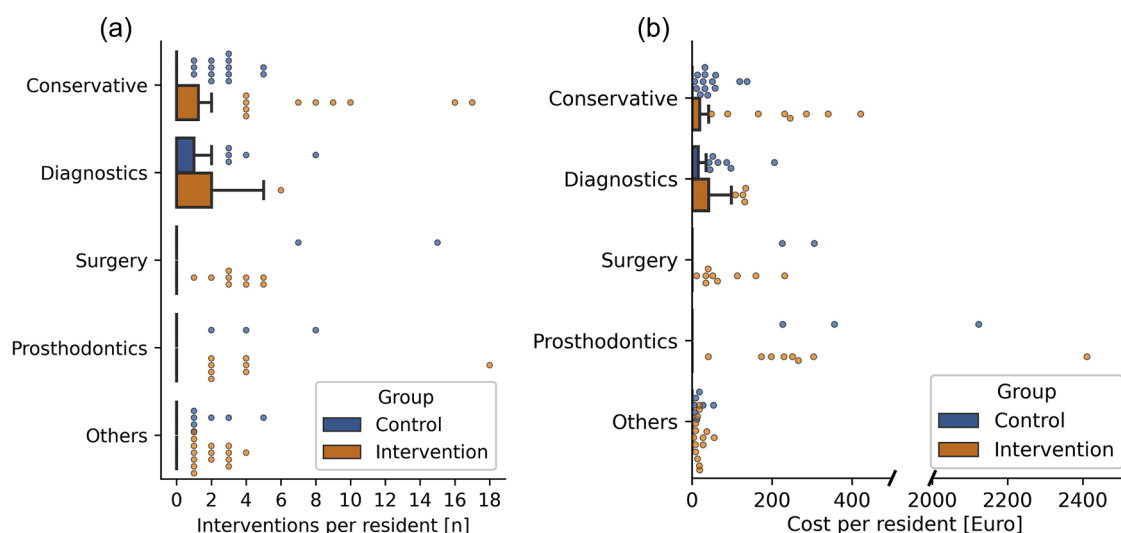 (a)
Conservative
Diagnostics
Surgery
Prosthodontics
Others
Group
Control
Intervention
0 2 4 6 8 10 12 14 16 18
Interventions per resident [n]
(b)
Conservative
Diagnostics
Surgery
Prosthodontics
Others
Group
Control
Intervention
0 200 400 2000 2200 2400
Cost per resident [Euro]